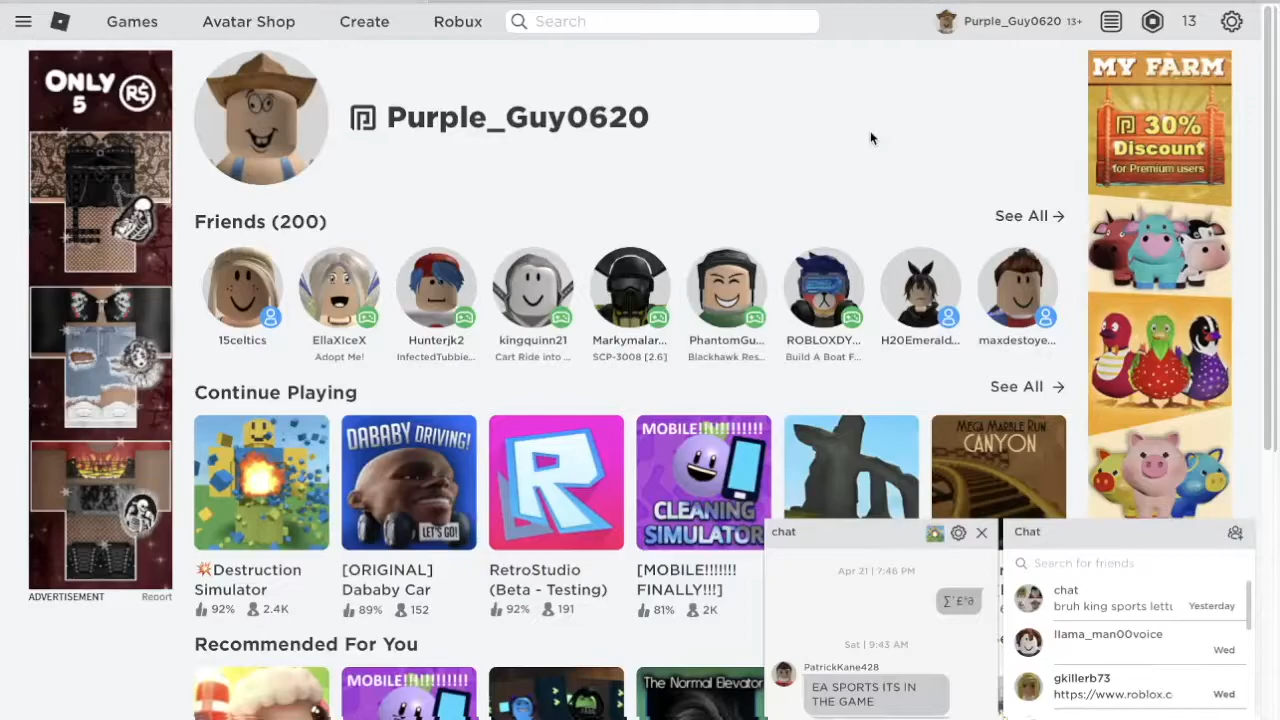 Games
Avatar Shop
Create
Robux
Search
Purple_Guy0620 13+
13
ONLY
5
R$
ADVERTISEMENT
Report
Purple_Guy0620
Friends (200)
See All →
15celtics
EllaXIceX
Adopt Me!
Hunterjk2
InfectedTubbie...
kingquinn21
Cart Ride into ...
Markymalar...
SCP-3008 [2.6]
PhantomGu...
Blackhawk Res...
ROBLOXDY...
Build A Boat F...
H20Emerald...
maxdestoye...
Continue Playing
See All →
DABABY DRIVING!
LET'S GO!
MOBILE!!!!!!!!!!!!
CLEANING
SIMULATOR
MEGA MARBLE RUN
CANYON
💥Destruction
Simulator
92% 2.4K
[ORIGINAL]
Dababy Car
89% 152
RetroStudio
(Beta - Testing)
92% 191
[MOBILE!!!!!!!
FINALLY!!!]
81% 2K
Recommended For You
MOBILE!!!!!!!!!!!!
The Normal Elevator
MY FARM
30%
Discount
for Premium users
chat
Apr 21 | 7:46 PM
∑´£ºə
Sat | 9:43 AM
PatrickKane428
EA SPORTS ITS IN
THE GAME
Chat
Search for friends
chat
bruh king sports lettu
Yesterday
llama_man00voice
Wed
gkillerb73
https://www.roblox.c
Wed